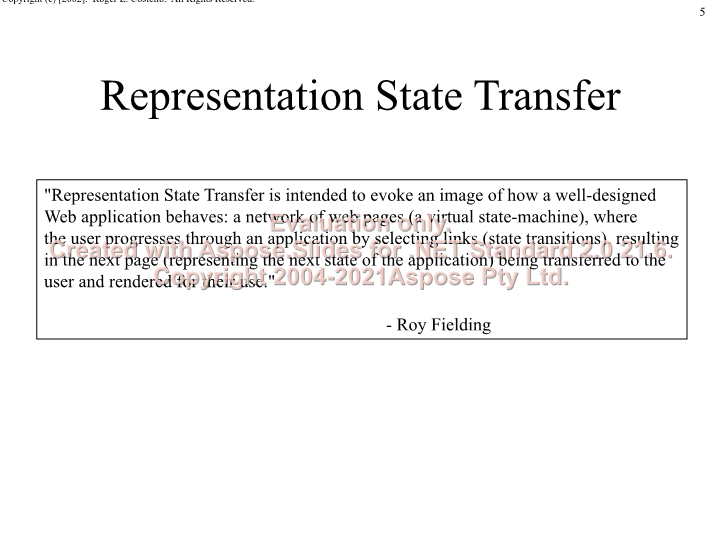 Copyright (c) [2002]. Roger L. Costello. All Rights Reserved.
5
Representation State Transfer
"Representation State Transfer is intended to evoke an image of how a well-designed
Web application behaves: a network of web pages (a virtual state-machine), where
the user progresses through an application by selecting links (state transitions), resulting
in the next page (representing the next state of the application) being transferred to the
user and rendered for their use."
- Roy Fielding
Evaluation only.
Created with Aspose.Slides for .NET Standard 2.0 21.6.
Copyright 2004-2021Aspose Pty Ltd.